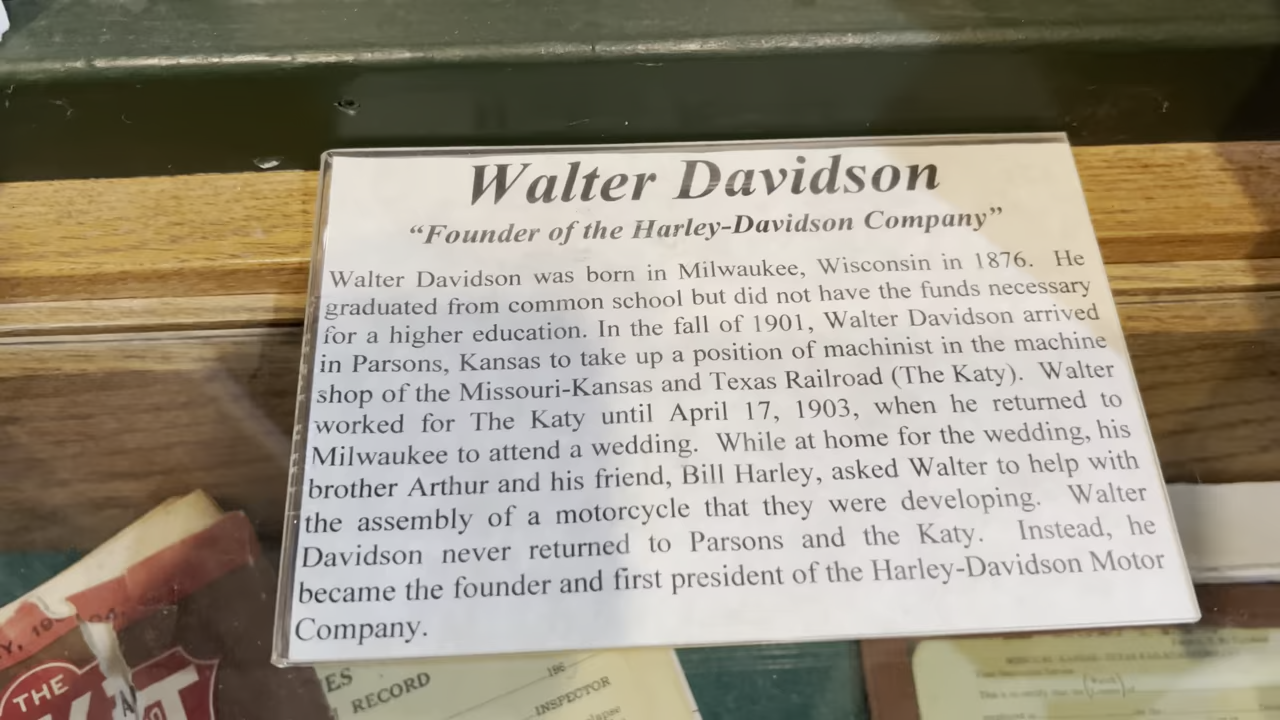 Walter Davidson
“Founder of the Harley-Davidson Company”
Walter Davidson was born in Milwaukee, Wisconsin in 1876. He
graduated from common school but did not have the funds necessary
for a higher education. In the fall of 1901, Walter Davidson arrived
in Parsons, Kansas to take up a position of machinist in the machine
shop of the Missouri-Kansas and Texas Railroad (The Katy). Walter
worked for The Katy until April 17, 1903, when he returned to
Milwaukee to attend a wedding. While at home for the wedding, his
brother Arthur and his friend, Bill Harley, asked Walter to help with
the assembly of a motorcycle that they were developing. Walter
Davidson never returned to Parsons and the Katy. Instead, he
became the founder and first president of the Harley-Davidson Motor
Company.
THE
RECORD
INSPECTOR